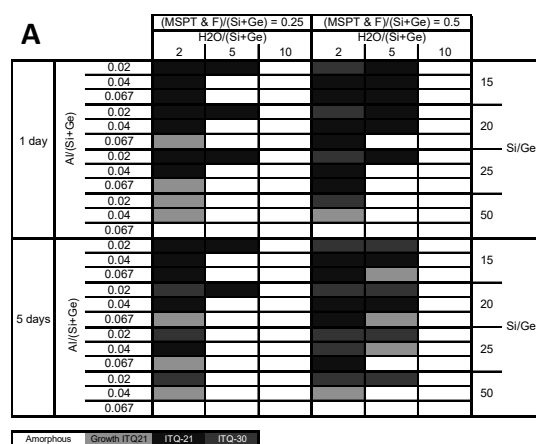 A
(MSPT & F)/(Si+Ge) = 0.25 (MSPT & F)/(Si+Ge) = 0.5
H2O/(Si+Ge) H2O/(Si+Ge)
2 5 10 2 5 10
1 day
Al/(Si+Ge)
0.02
0.04
0.067
15
0.02
0.04
0.067
20
0.02
0.04
0.067
25
0.02
0.04
0.067
50
Si/Ge
5 days
Al/(Si+Ge)
0.02
0.04
0.067
15
0.02
0.04
0.067
20
0.02
0.04
0.067
25
0.02
0.04
0.067
50
Si/Ge
Amorphous Growth ITQ21 ITQ-21 ITQ-30